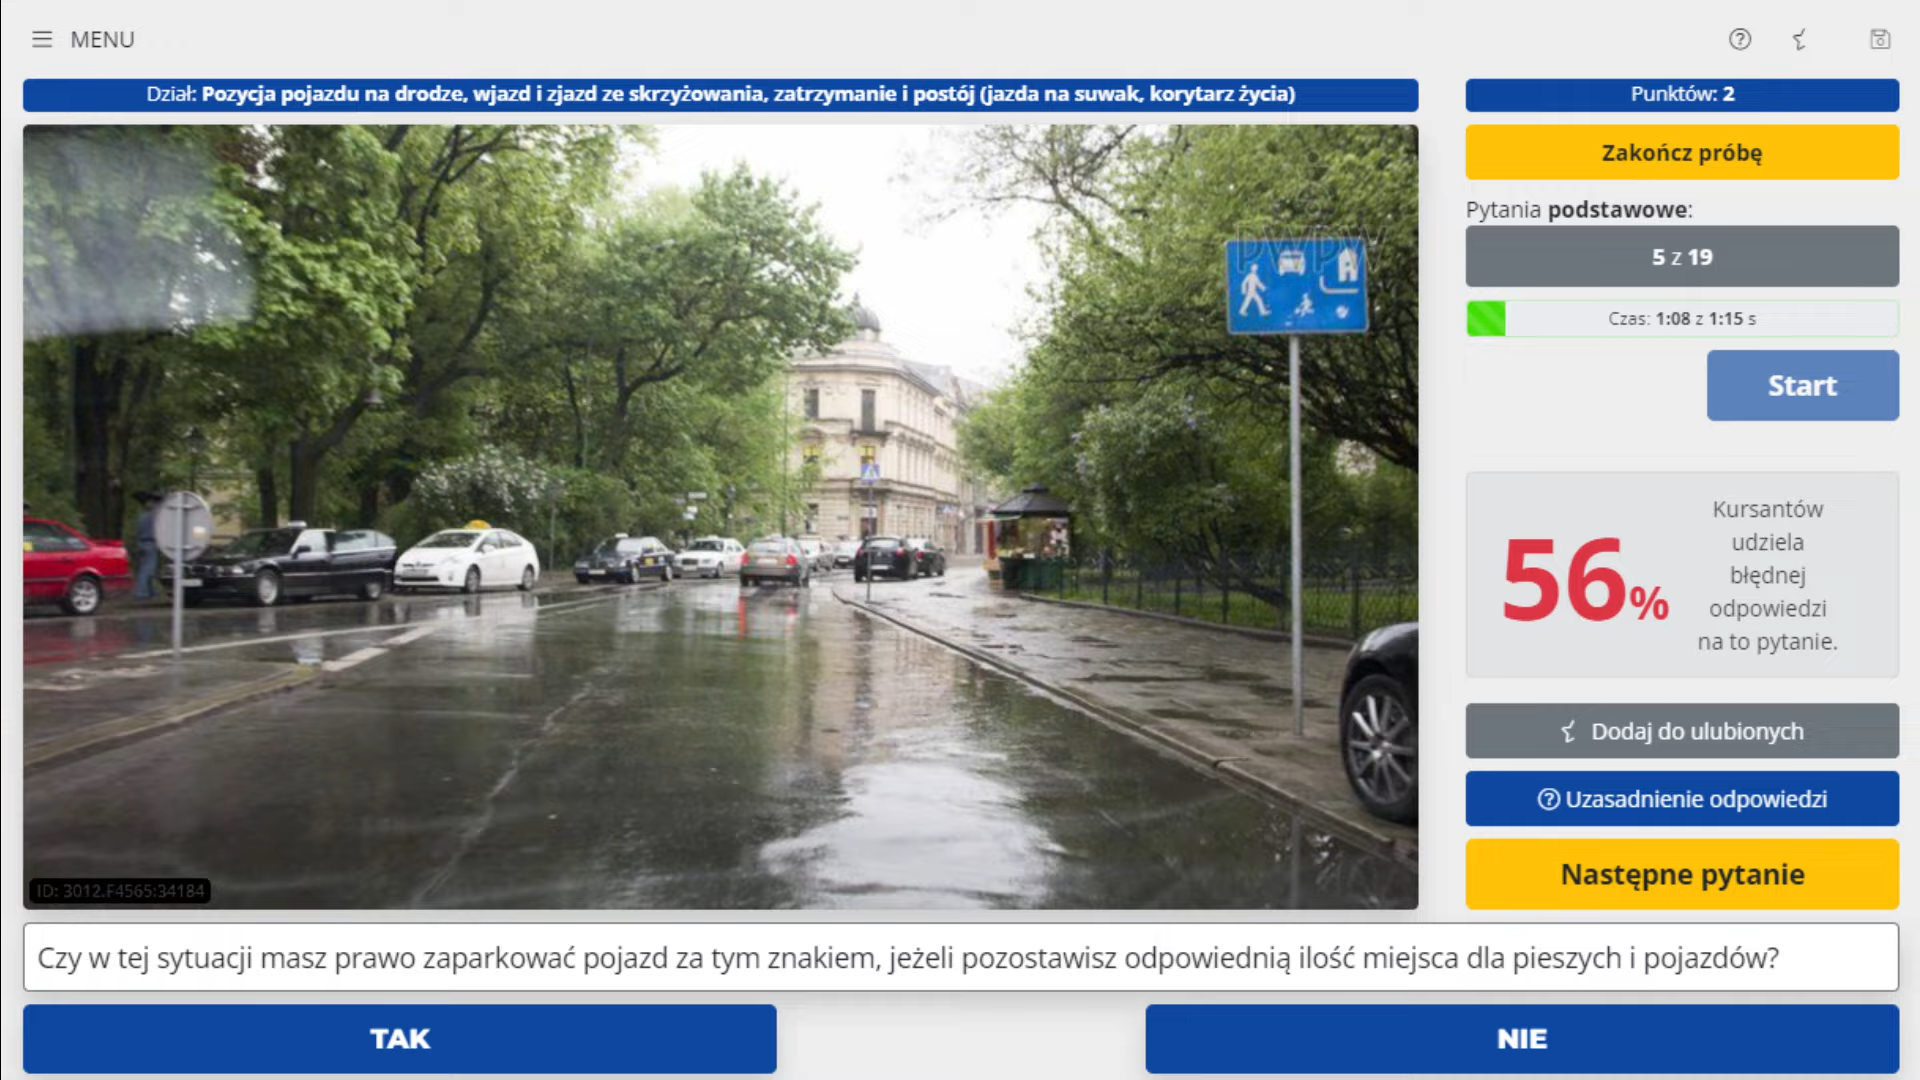 MENU
Dział: Pozycja pojazdu na drodze, wjazd i zjazd ze skrzyżowania, zatrzymanie i postój (jazda na suwak, korytarz życia)
Punktów: 2
Zakończ próbę
Pytania podstawowe:
5 z 19
Czas: 1:08 z 1:15 s
Start
56%
Kursantów
udziela
błędnej
odpowiedzi
na to pytanie.
Dodaj do ulubionych
Uzasadnienie odpowiedzi
Następne pytanie
PWPW
ID: 3012.F4565:34184
Czy w tej sytuacji masz prawo zaparkować pojazd za tym znakiem, jeżeli pozostawisz odpowiednią ilość miejsca dla pieszych i pojazdów?
TAK
NIE